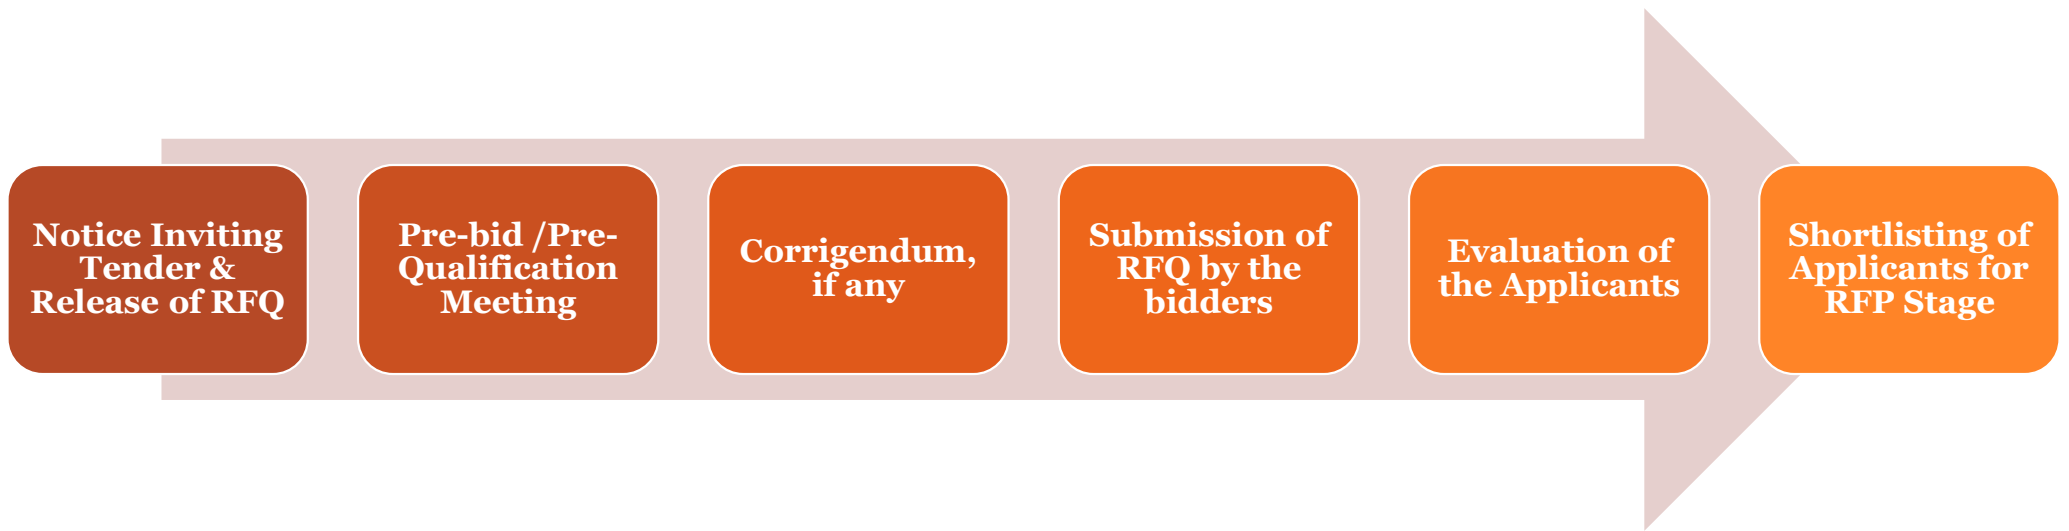 Notice Inviting
Tender &
Release of RFQ
Pre-bid /Pre-
Qualification
Meeting
Corrigendum,
if any
Submission of
RFQ by the
bidders
Evaluation of
the Applicants
Shortlisting of
Applicants for
RFP Stage